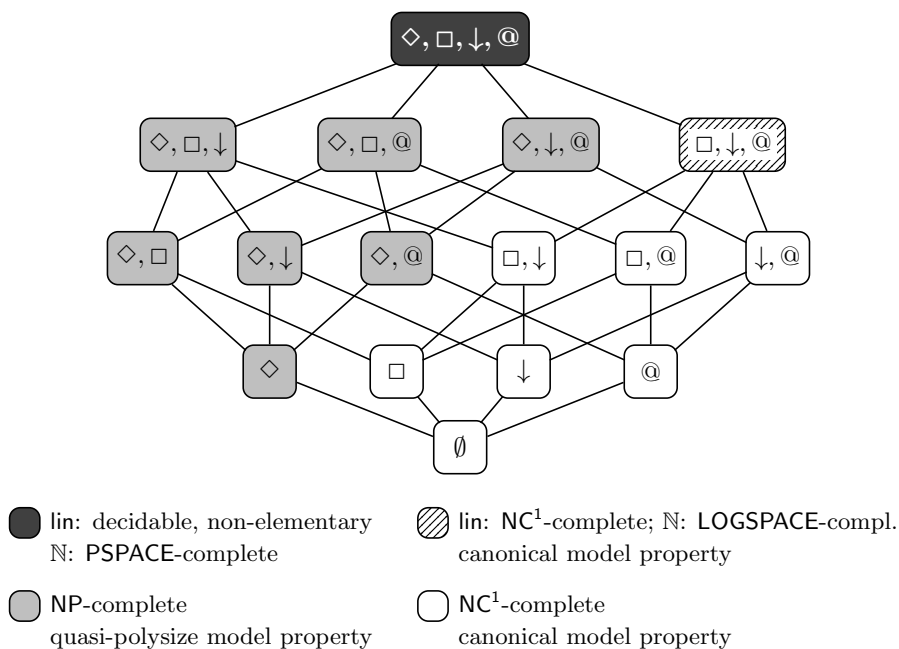 ◇, □, ↓, @
◇, □, ↓
◇, □, @
◇, ↓, @
□, ↓, @
◇, □
◇, ↓
◇, @
□, ↓
□, @
↓, @
◇
□
↓
@
∅
lin: decidable, non-elementary
ℕ: PSPACE-complete
lin: NC¹-complete; ℕ: LOGSPACE-compl.
canonical model property
NP-complete
quasi-polysize model property
NC¹-complete
canonical model property